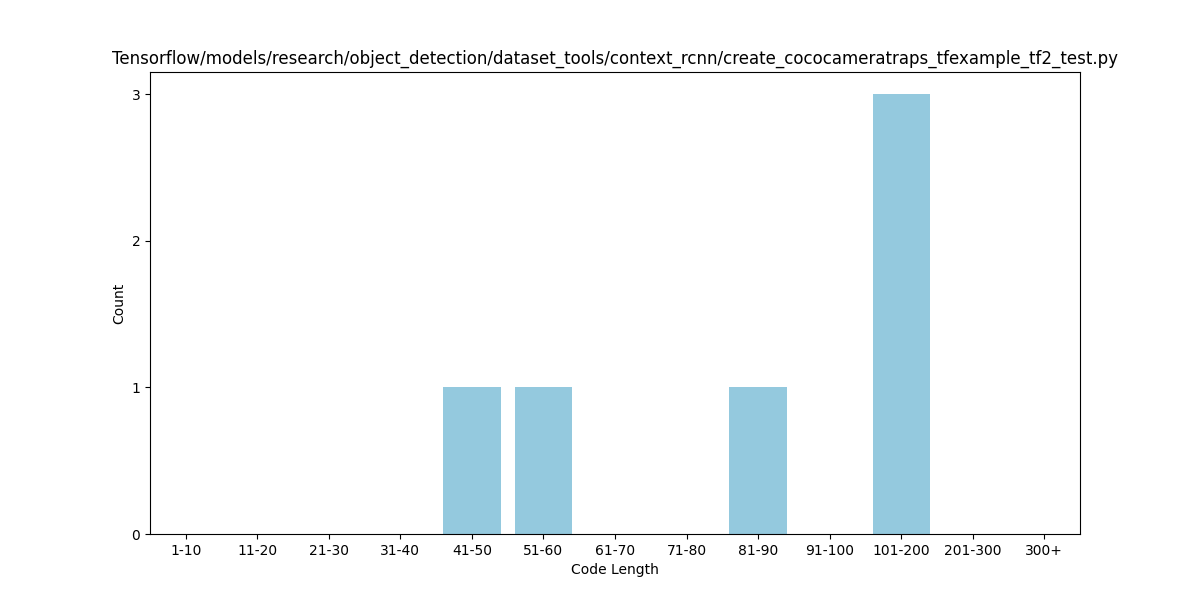 Tensorflow/models/research/object_detection/dataset_tools/context_rcnn/create_cococameratraps_tfexample_tf2_test.py
3
2
1
0
Count
1-10 11-20 21-30 31-40 41-50 51-60 61-70 71-80 81-90 91-100 101-200 201-300 300+
Code Length